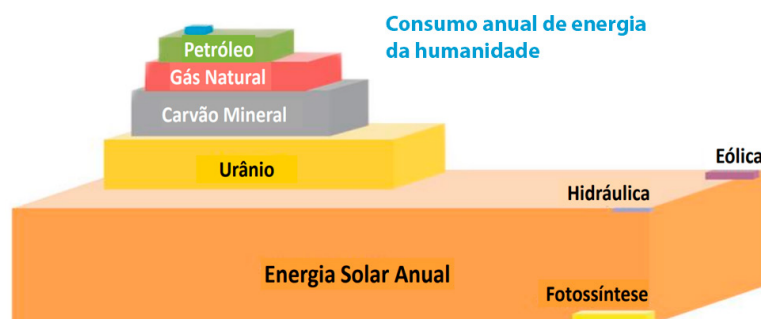 Consumo anual de energia
da humanidade
Petróleo
Gás Natural
Carvão Mineral
Urânio
Eólica
Hidráulica
Energia Solar Anual
Fotossíntese